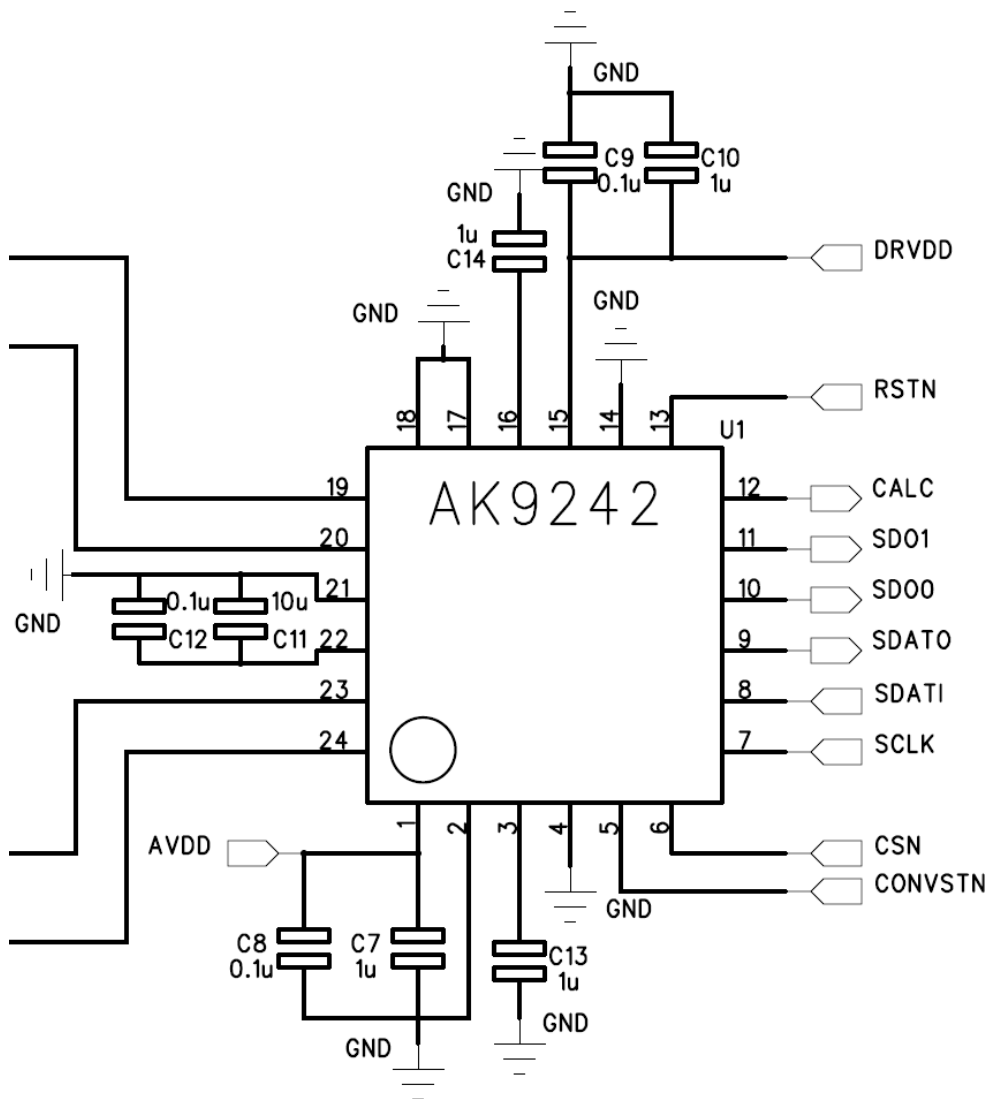 GND
C9
0.1u
C10
1u
GND
1u
C14
DRVDD
GND
GND
RSTN
18
17
16
15
14
13
U1
AK9242
19
20
21
22
23
24
12
11
10
9
8
7
CALC
SDO1
SDO0
SDATO
SDATI
SCLK
GND
0.1u
10u
C12
C11
1
2
3
4
5
6
AVDD
CSN
CONVSTN
GND
C8
0.1u
C7
1u
C13
1u
GND
GND